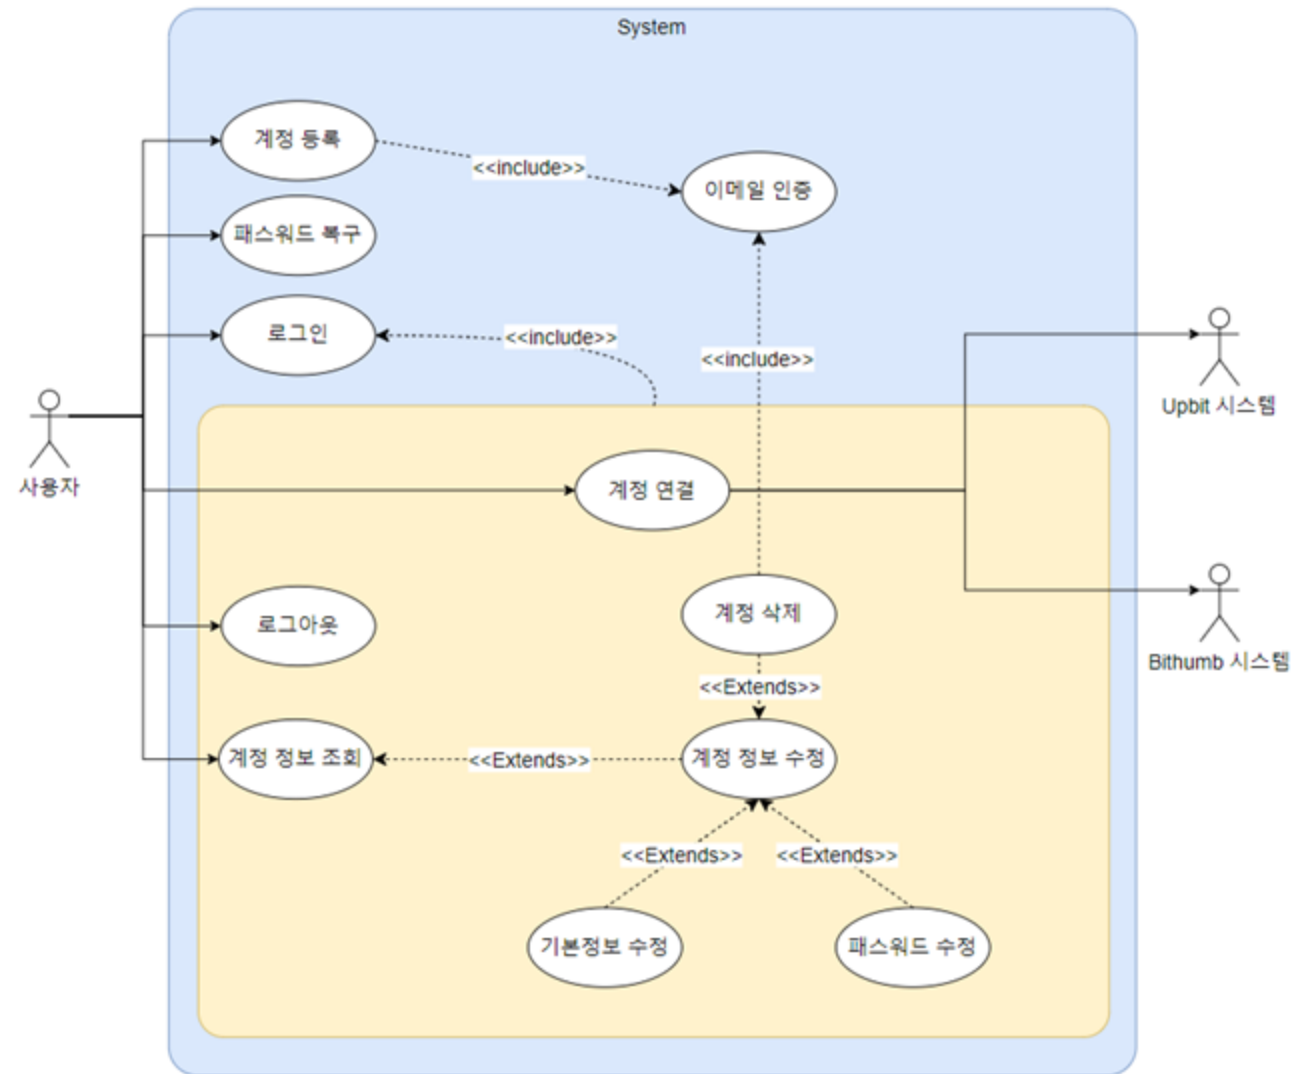 System
계정 등록
<<include>>
이메일 인증
패스워드 복구
로그인
<<include>>
<<include>>
Upbit 시스템
사용자
계정 연결
로그아웃
계정 삭제
Bithumb 시스템
<<Extends>>
계정 정보 조회
<<Extends>>
계정 정보 수정
<<Extends>>
<<Extends>>
기본정보 수정
패스워드 수정